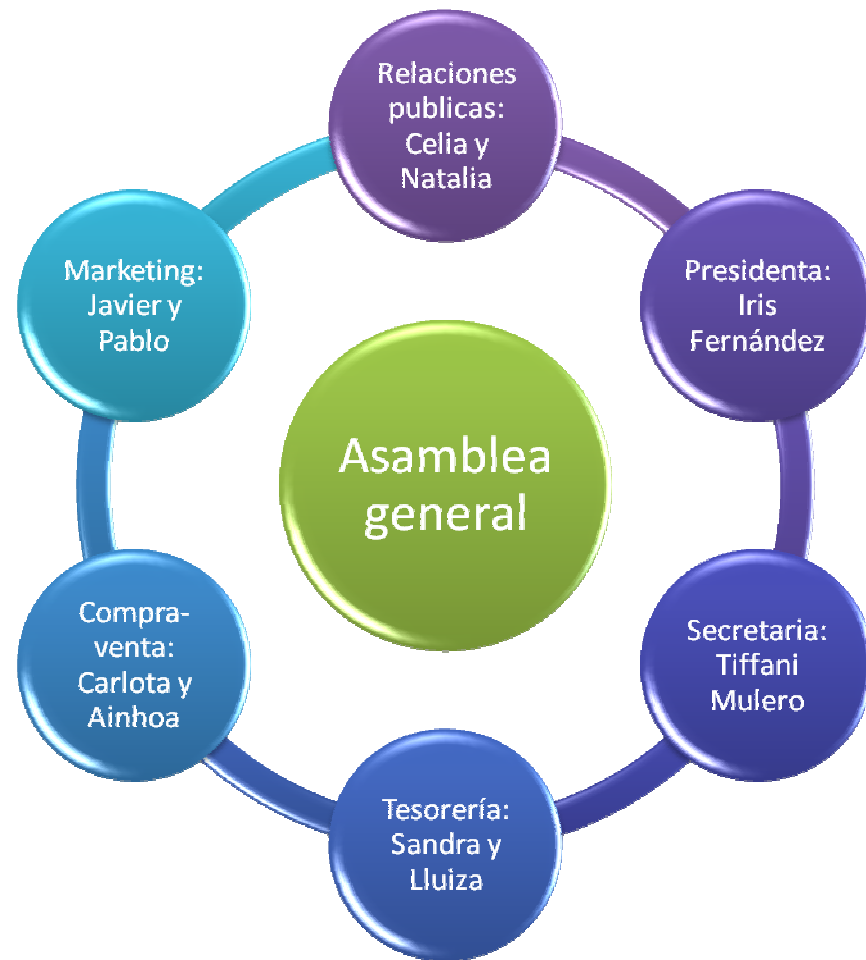 Relaciones
publicas:
Celia y
Natalia
Presidenta:
Iris
Fernández
Secretaria:
Tiffani
Mulero
Tesorería:
Sandra y
Lluiza
Compra-
venta:
Carlota y
Ainhoa
Marketing:
Javier y
Pablo
Asamblea
general